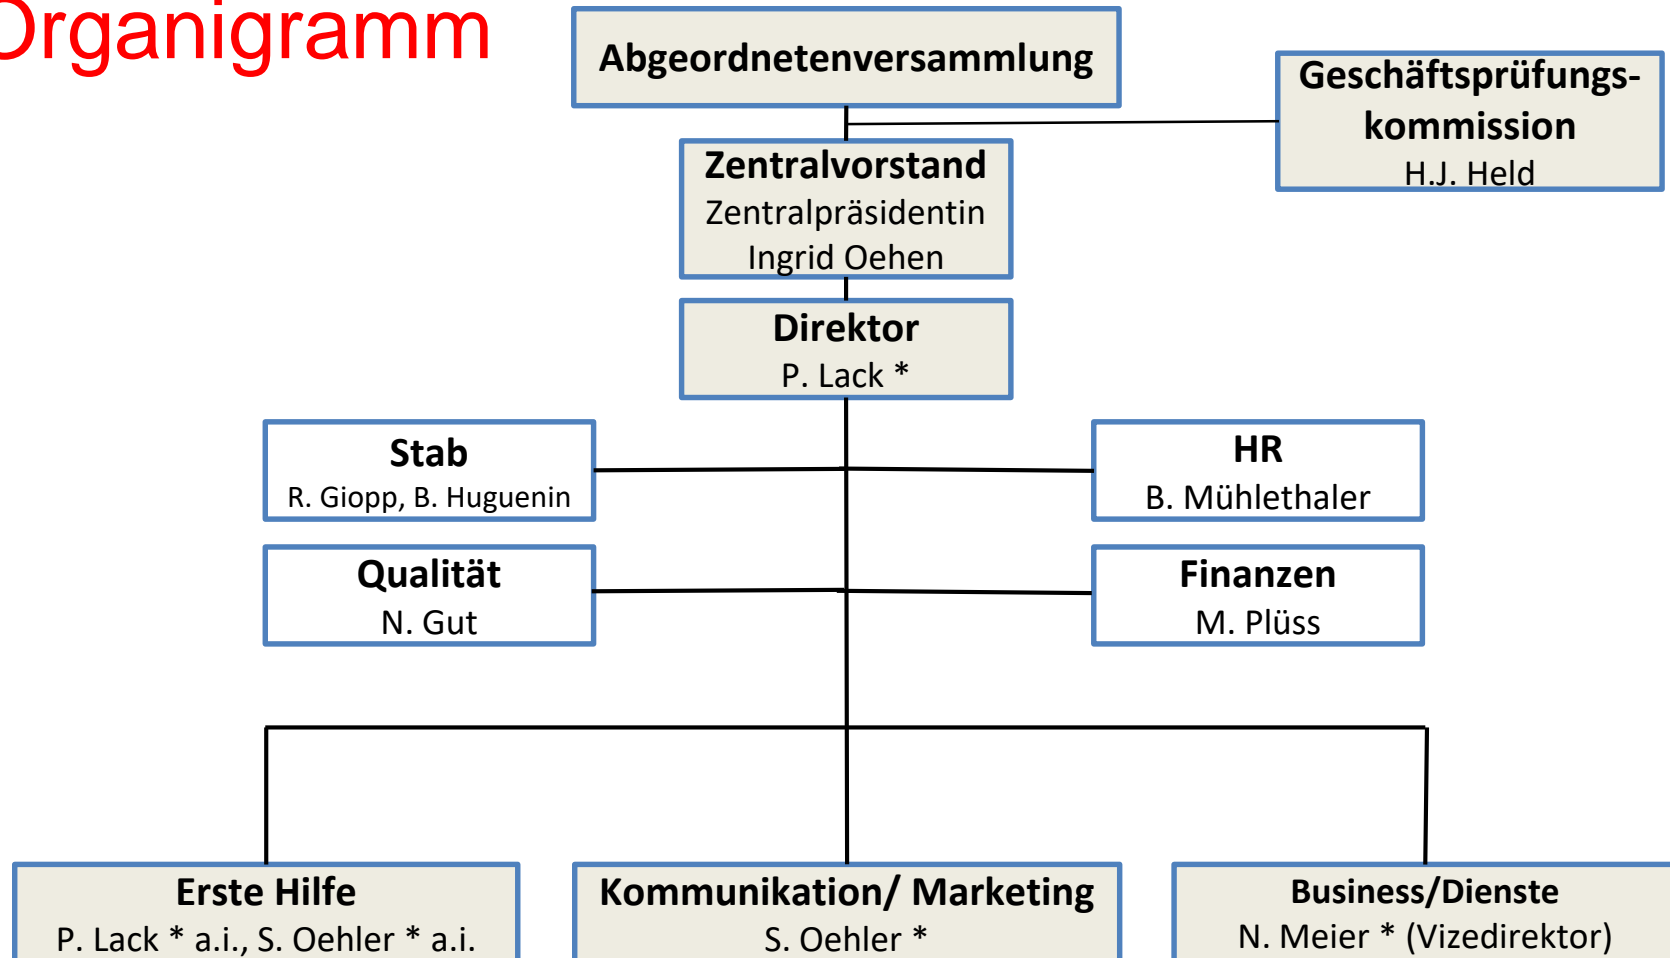 Organigramm
Abgeordnetenversammlung
Geschäftsprüfungs-
kommission
H.J. Held
Zentralvorstand
Zentralpräsidentin
Ingrid Oehen
Direktor
P. Lack *
Stab
R. Giopp, B. Huguenin
HR
B. Mühlethaler
Qualität
N. Gut
Finanzen
M. Plüss
Erste Hilfe
P. Lack * a.i., S. Oehler * a.i.
Kommunikation/ Marketing
S. Oehler *
Business/Dienste
N. Meier * (Vizedirektor)